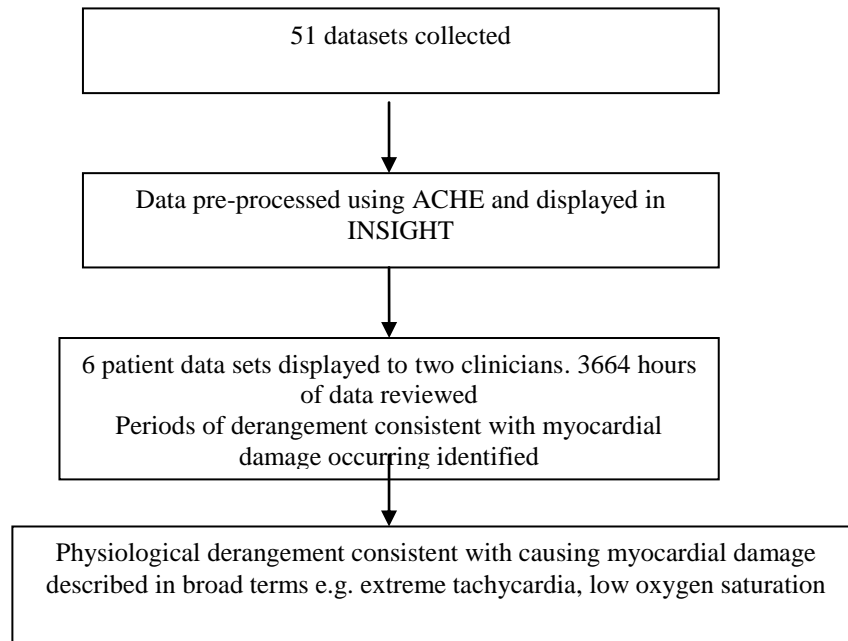 51 datasets collected
Data pre-processed using ACHE and displayed in
INSIGHT
6 patient data sets displayed to two clinicians. 3664 hours
of data reviewed
Periods of derangement consistent with myocardial
damage occurring identified
Physiological derangement consistent with causing myocardial damage
described in broad terms e.g. extreme tachycardia, low oxygen saturation